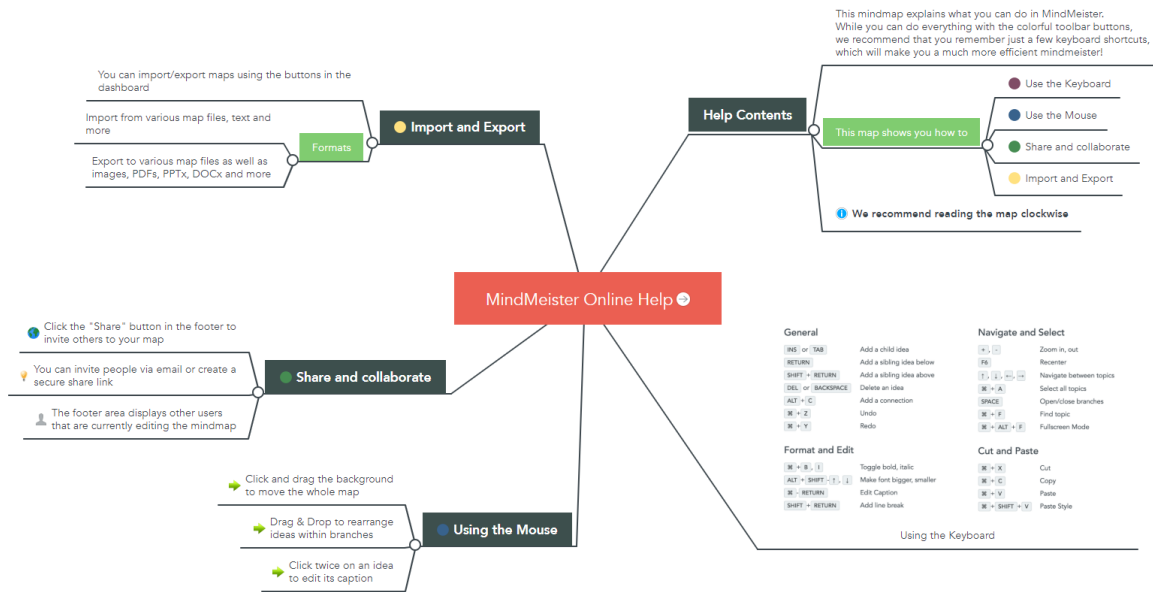 MindMeister Online Help
Help Contents
This mindmap explains what you can do in MindMeister.
While you can do everything with the colorful toolbar buttons,
we recommend that you remember just a few keyboard shortcuts,
which will make you a much more efficient mindmeister!
This map shows you how to
Use the Keyboard
Use the Mouse
Share and collaborate
Import and Export
We recommend reading the map clockwise
General
INS or TAB Add a child idea
RETURN Add a sibling idea below
SHIFT + RETURN Add a sibling idea above
DEL or BACKSPACE Delete an idea
ALT + C Add a connection
⌘ + Z Undo
⌘ + Y Redo
Navigate and Select
+ , - Zoom in, out
F6 Recenter
↑ , ↓ , ← , → Navigate between topics
⌘ + A Select all topics
SPACE Open/close branches
⌘ + F Find topic
⌘ + ALT + F Fullscreen Mode
Format and Edit
⌘ + B , I Toggle bold, italic
ALT + SHIFT - ↑ , ↓ Make font bigger, smaller
⌘ - RETURN Edit Caption
SHIFT + RETURN Add line break
Cut and Paste
⌘ + X Cut
⌘ + C Copy
⌘ + V Paste
⌘ + SHIFT + V Paste Style
Using the Keyboard
Using the Mouse
Click and drag the background
to move the whole map
Drag & Drop to rearrange
ideas within branches
Click twice on an idea
to edit its caption
Share and collaborate
Click the "Share" button in the footer to
invite others to your map
You can invite people via email or create a
secure share link
The footer area displays other users
that are currently editing the mindmap
Import and Export
You can import/export maps using the buttons in the
dashboard
Formats
Import from various map files, text and
more
Export to various map files as well as
images, PDFs, PPTx, DOCx and more